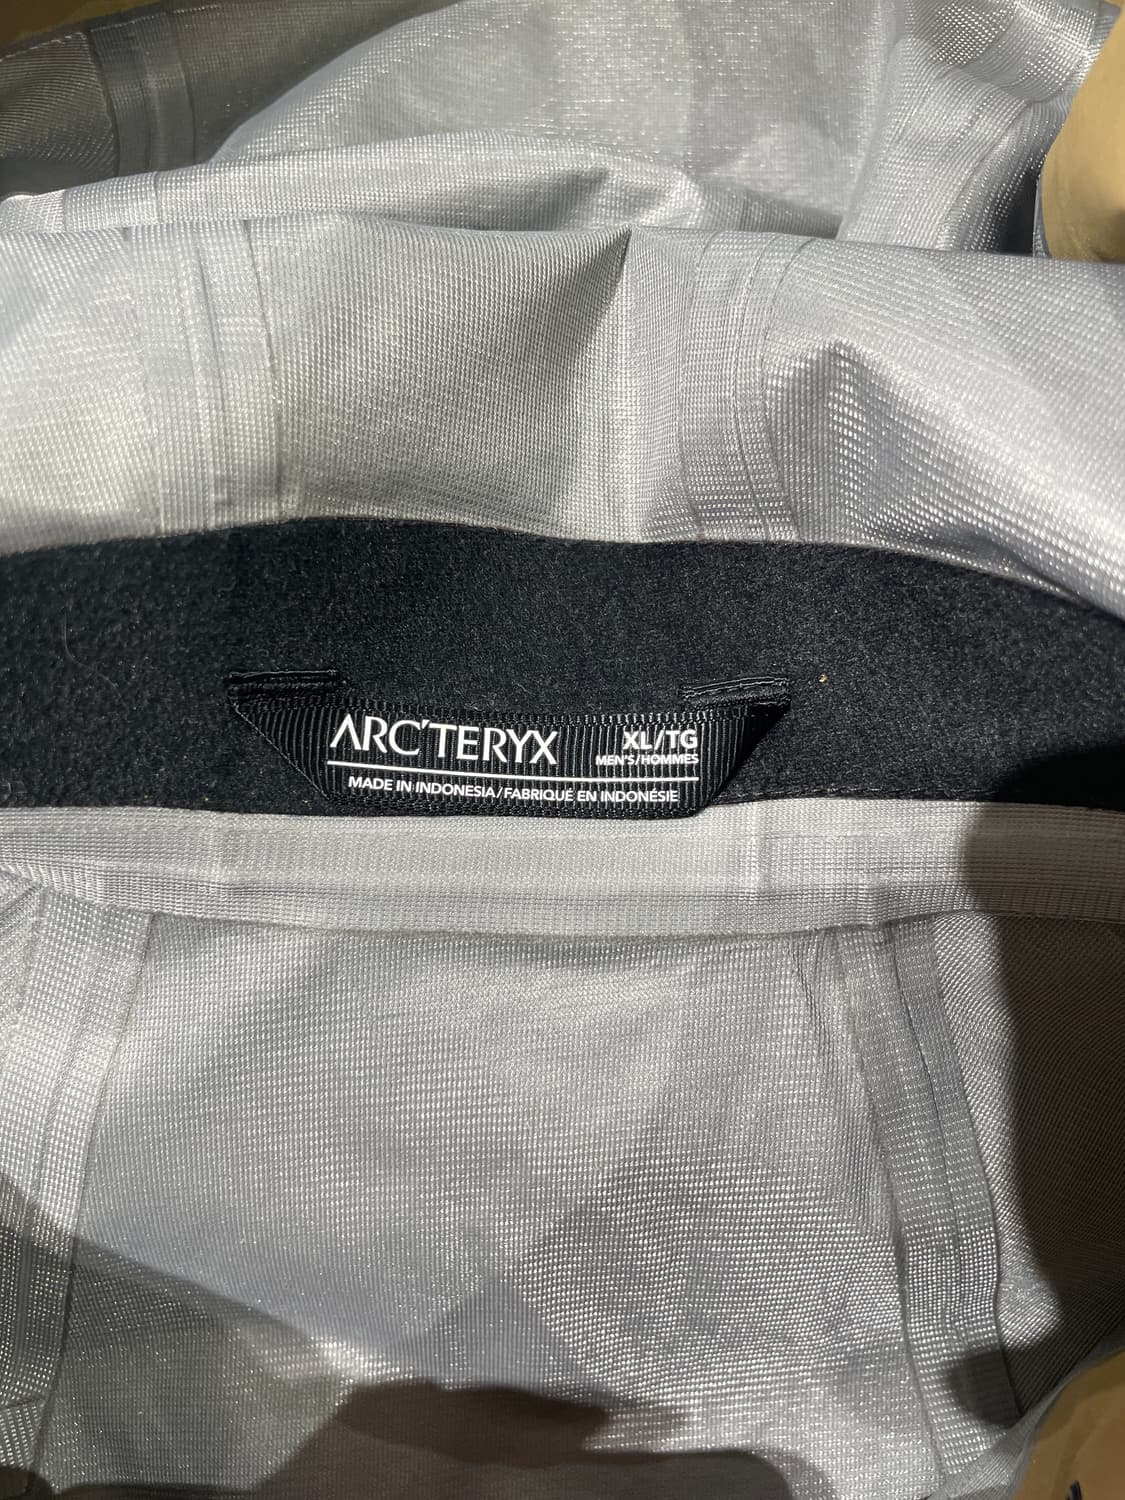 ARC'TERYX
XL/TG
MEN'S/HOMMES
MADE IN INDONESIA/FABRIQUÉ EN INDONÉSIE